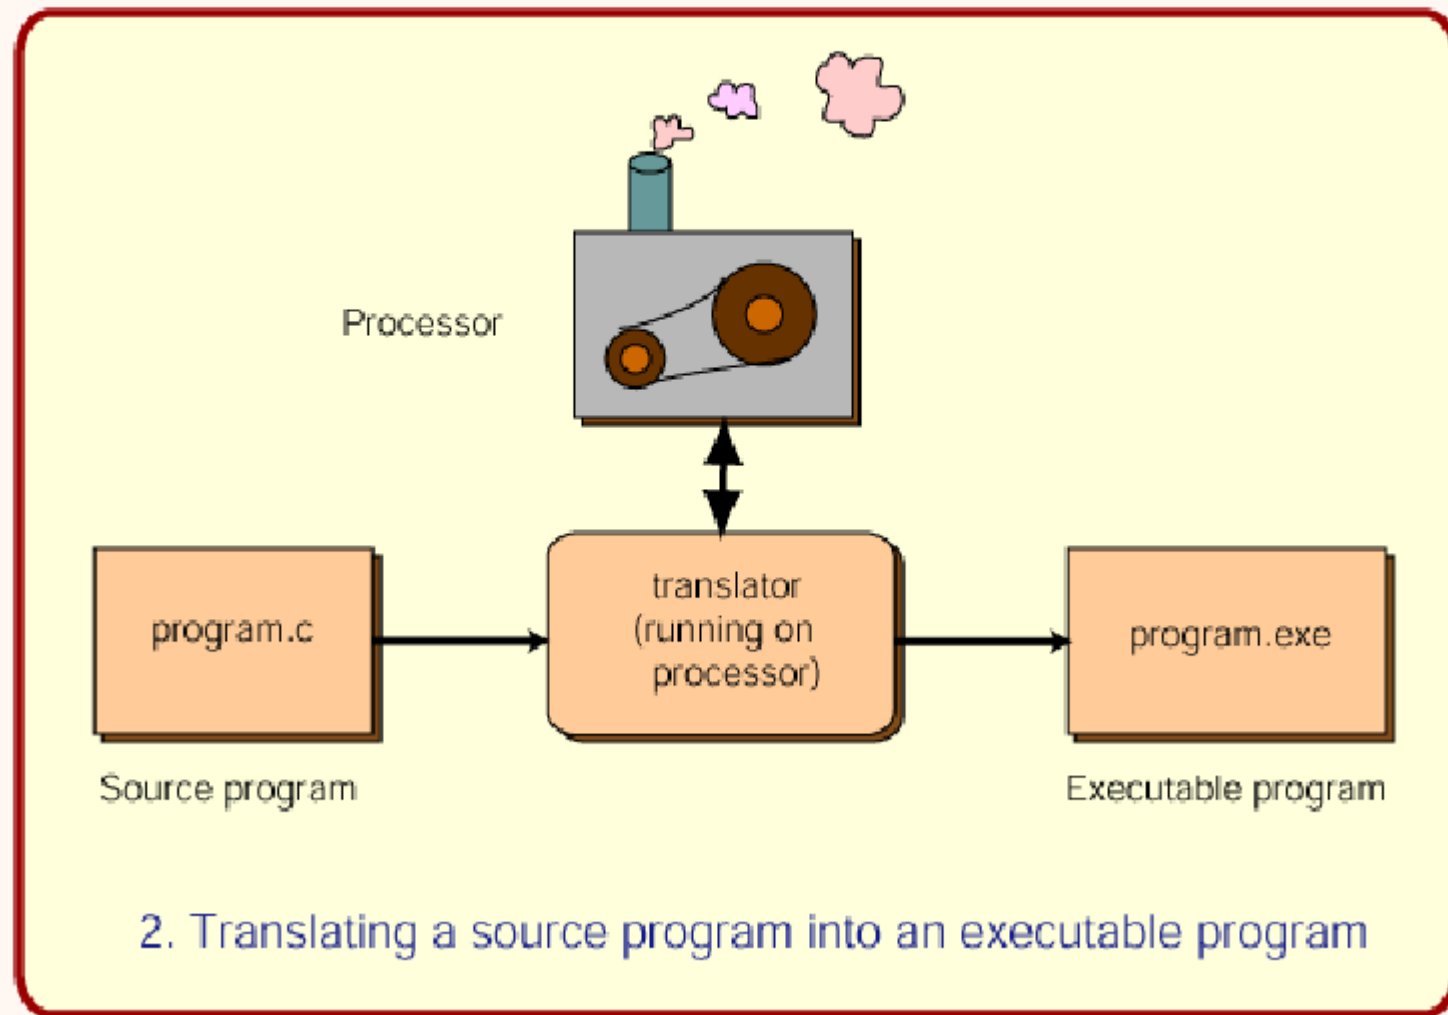 Processor
program.c
translator
(running on
processor)
program.exe
Source program
Executable program
2. Translating a source program into an executable program